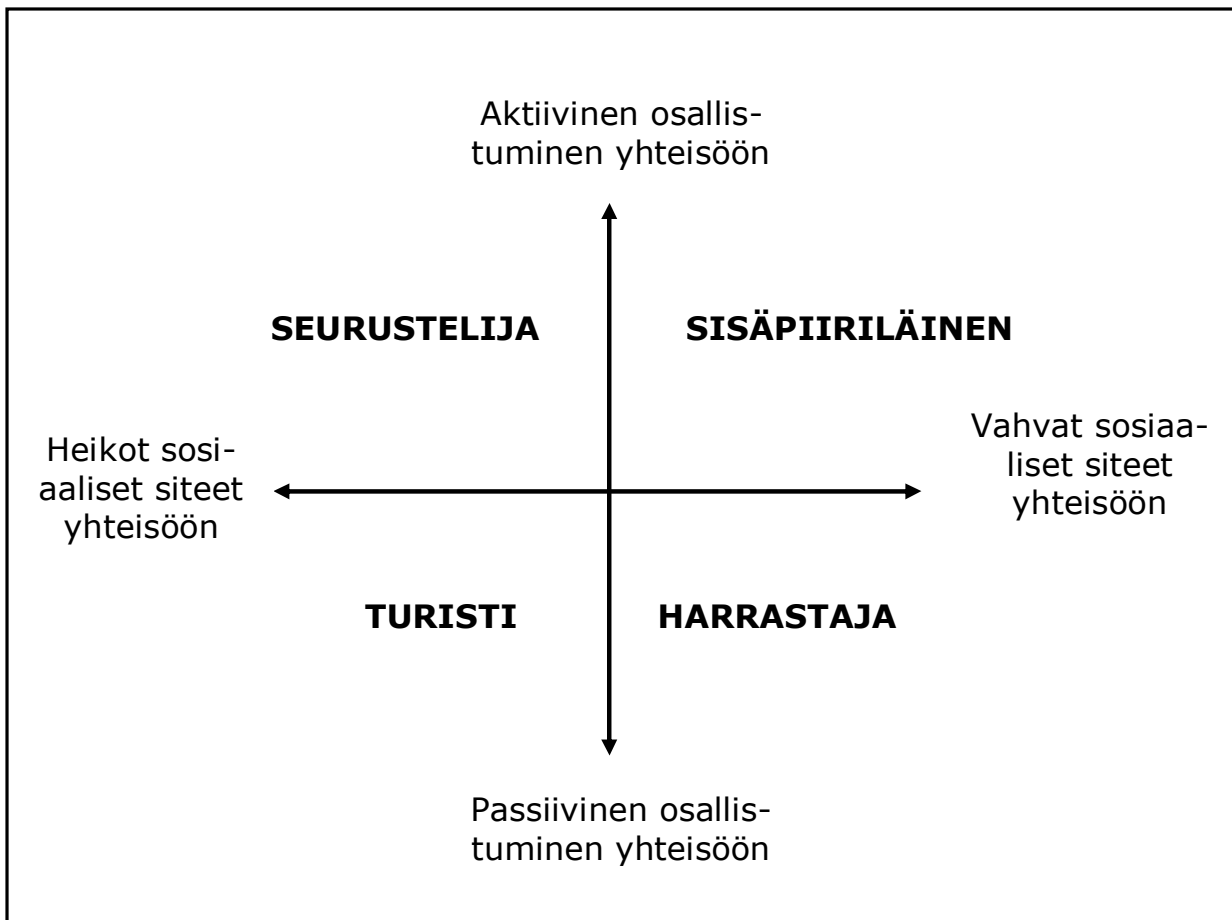 Aktiivinen osallis-
tuminen yhteisöön
SEURUSTELIJA
SISÄPIIRILÄINEN
Heikot sosi-
aaliset siteet
yhteisöön
Vahvat sosiaa-
liset siteet
yhteisöön
TURISTI
HARRASTAJA
Passiivinen osallis-
tuminen yhteisöön